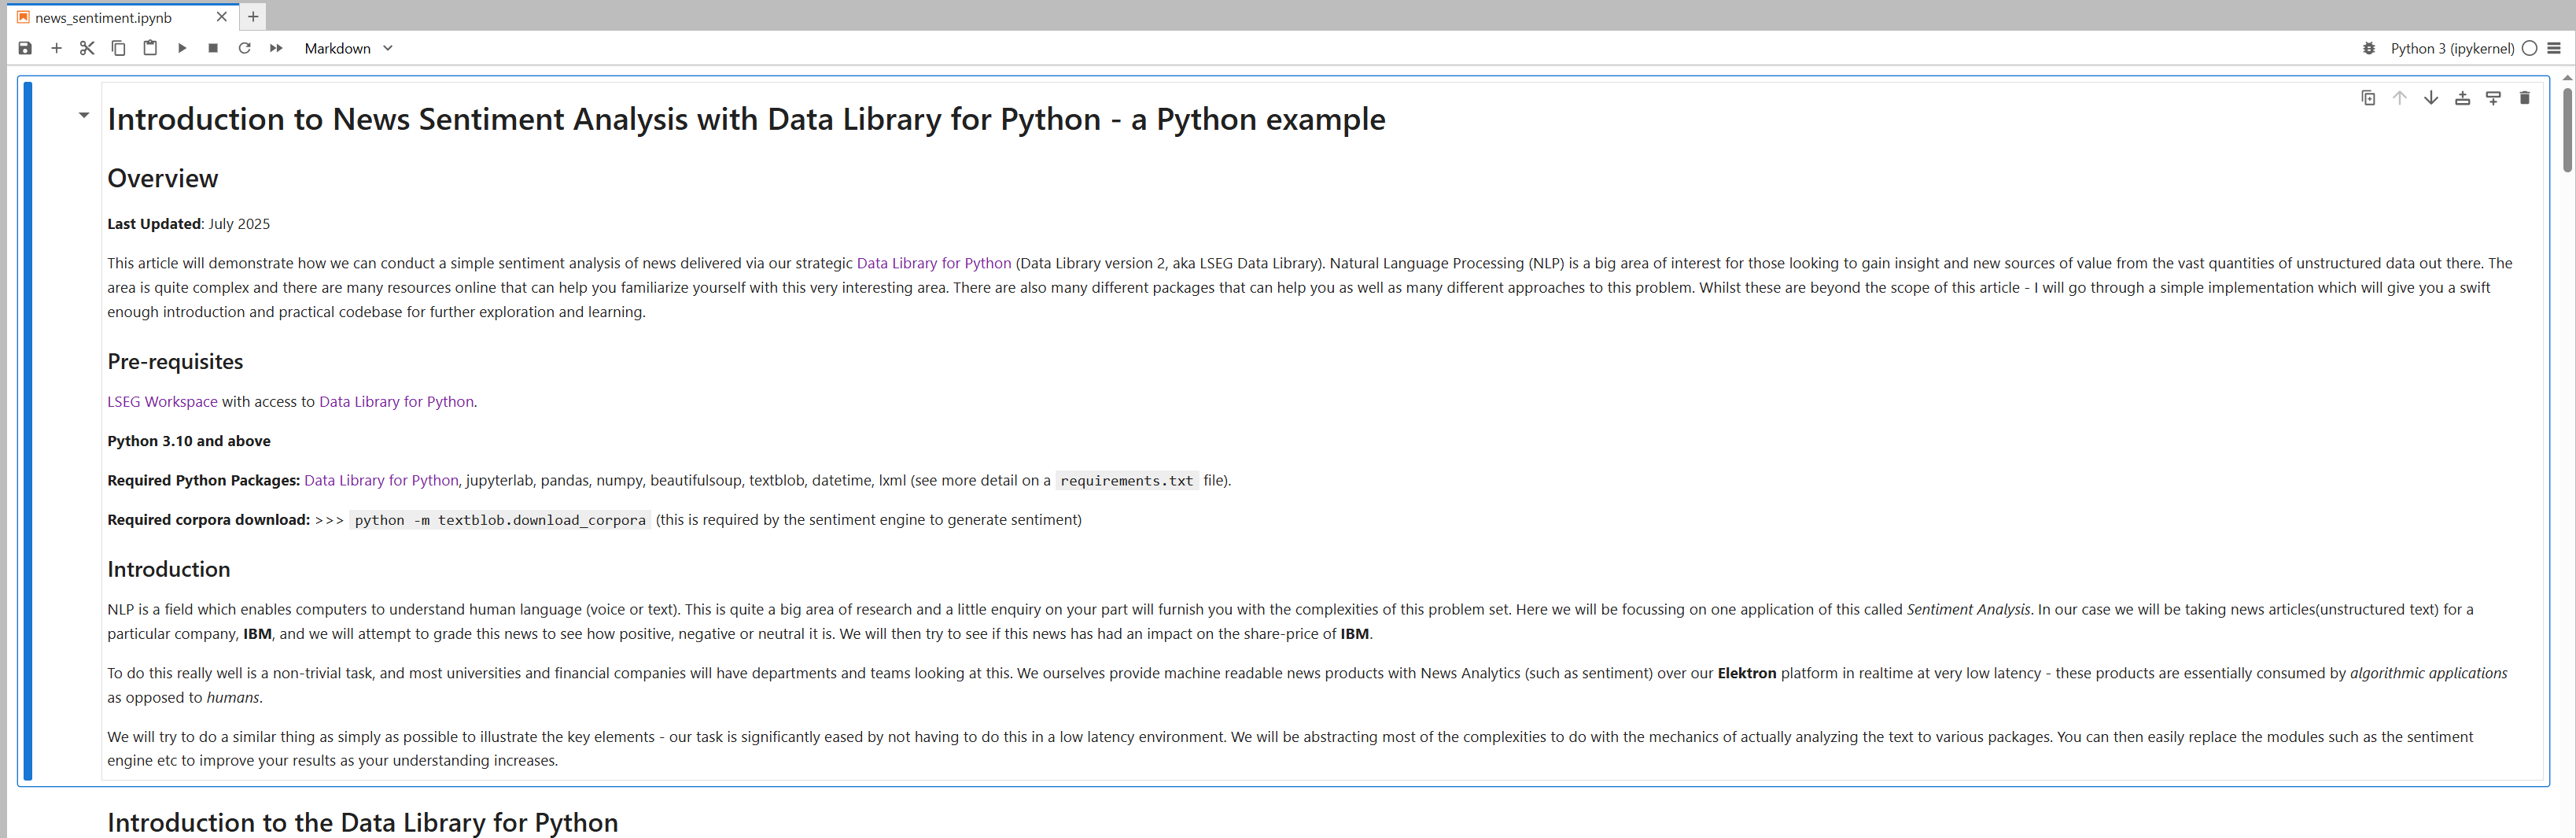 news_sentiment.ipynb
Markdown
Python 3 (ipykernel)
Introduction to News Sentiment Analysis with Data Library for Python - a Python example
Overview
Last Updated: July 2025
This article will demonstrate how we can conduct a simple sentiment analysis of news delivered via our strategic Data Library for Python (Data Library version 2, aka LSEG Data Library). Natural Language Processing (NLP) is a big area of interest for those looking to gain insight and new sources of value from the vast quantities of unstructured data out there. The
area is quite complex and there are many resources online that can help you familiarize yourself with this very interesting area. There are also many different packages that can help you as well as many different approaches to this problem. Whilst these are beyond the scope of this article - I will go through a simple implementation which will give you a swift
enough introduction and practical codebase for further exploration and learning.
Pre-requisites
LSEG Workspace with access to Data Library for Python.
Python 3.10 and above
Required Python Packages: Data Library for Python, jupyterlab, pandas, numpy, beautifulsoup, textblob, datetime, lxml (see more detail on a requirements.txt file).
Required corpora download: >>> python -m textblob.download_corpora (this is required by the sentiment engine to generate sentiment)
Introduction
NLP is a field which enables computers to understand human language (voice or text). This is quite a big area of research and a little enquiry on your part will furnish you with the complexities of this problem set. Here we will be focussing on one application of this called Sentiment Analysis. In our case we will be taking news articles(unstructured text) for a
particular company, IBM, and we will attempt to grade this news to see how positive, negative or neutral it is. We will then try to see if this news has had an impact on the share-price of IBM.
To do this really well is a non-trivial task, and most universities and financial companies will have departments and teams looking at this. We ourselves provide machine readable news products with News Analytics (such as sentiment) over our Elektron platform in realtime at very low latency - these products are essentially consumed by algorithmic applications
as opposed to humans.
We will try to do a similar thing as simply as possible to illustrate the key elements - our task is significantly eased by not having to do this in a low latency environment. We will be abstracting most of the complexities to do with the mechanics of actually analyzing the text to various packages. You can then easily replace the modules such as the sentiment
engine etc to improve your results as your understanding increases.
Introduction to the Data Library for Python